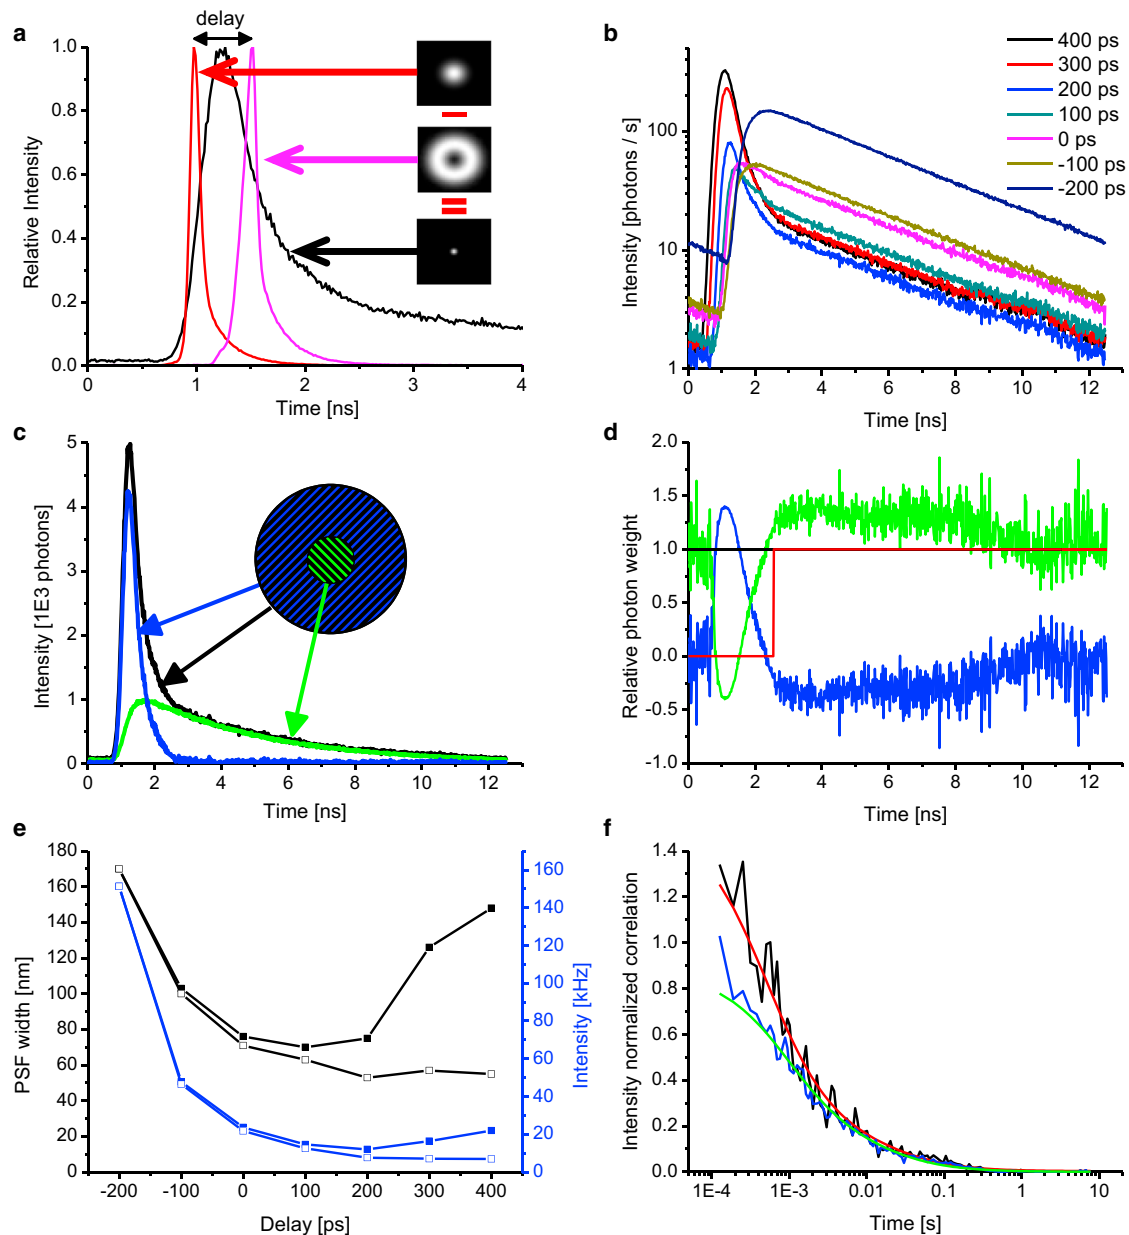 a
delay
1.0
0.8
0.6
0.4
0.2
0.0
Relative Intensity
0 1 2 3 4
Time [ns]
b
400 ps
300 ps
200 ps
100 ps
0 ps
-100 ps
-200 ps
100
10
1
Intensity [photons / s]
0 2 4 6 8 10 12
Time [ns]
c
5
4
3
2
1
0
Intensity [1E3 photons]
0 2 4 6 8 10 12
Time [ns]
d
2.0
1.5
1.0
0.5
0.0
-0.5
-1.0
Relative photon weight
0 2 4 6 8 10 12
Time [ns]
e
180
160
140
120
100
80
60
40
20
0
PSF width [nm]
160
140
120
100
80
60
40
20
0
Intensity [kHz]
-200 -100 0 100 200 300 400
Delay [ps]
f
1.4
1.2
1.0
0.8
0.6
0.4
0.2
0.0
Intensity normalized correlation
1E-4 1E-3 0.01 0.1 1 10
Time [s]